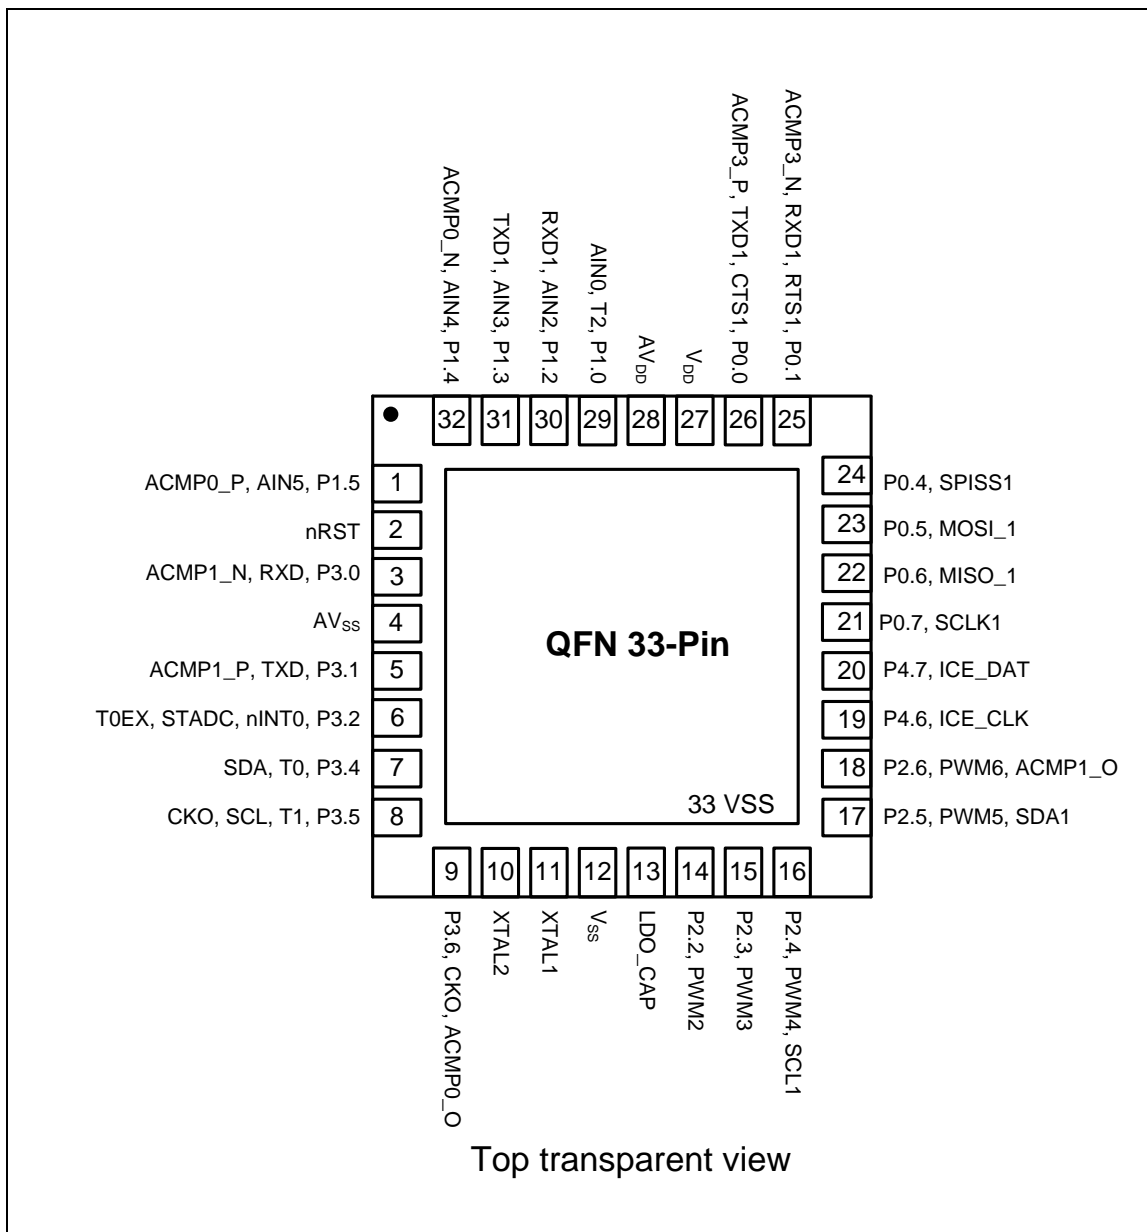 ACMP0_N, AIN4, P1.4
TXD1, AIN3, P1.3
RXD1, AIN2, P1.2
AIN0, T2, P1.0
AVDD
VDD
ACMP3_P, TXD1, CTS1, P0.0
ACMP3_N, RXD1, RTS1, P0.1
32 31 30 29 28 27 26 25
ACMP0_P, AIN5, P1.5 1
nRST 2
ACMP1_N, RXD, P3.0 3
AVSS 4
ACMP1_P, TXD, P3.1 5
T0EX, STADC, nINT0, P3.2 6
SDA, T0, P3.4 7
CKO, SCL, T1, P3.5 8
QFN 33-Pin
33 VSS
24 P0.4, SPISS1
23 P0.5, MOSI_1
22 P0.6, MISO_1
21 P0.7, SCLK1
20 P4.7, ICE_DAT
19 P4.6, ICE_CLK
18 P2.6, PWM6, ACMP1_O
17 P2.5, PWM5, SDA1
9 10 11 12 13 14 15 16
P3.6, CKO, ACMP0_O
XTAL2
XTAL1
VSS
LDO_CAP
P2.2, PWM2
P2.3, PWM3
P2.4, PWM4, SCL1
Top transparent view